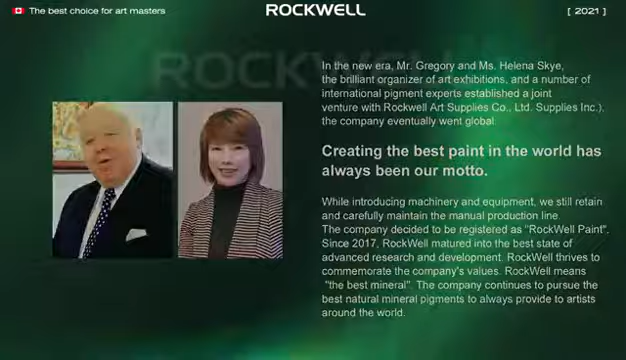 The best choice for art masters
ROCKWELL
[ 2021 ]
ROCKWELL
In the new era, Mr. Gregory and Ms. Helena Skye,
the brilliant organizer of art exhibitions, and a number of
international pigment experts established a joint
venture with Rockwell Art Supplies Co., Ltd. Supplies Inc.),
the company eventually went global.
Creating the best paint in the world has
always been our motto.
While introducing machinery and equipment, we still retain
and carefully maintain the manual production line.
The company decided to be registered as "RockWell Paint".
Since 2017, RockWell matured into the best state of
advanced research and development. RockWell thrives to
commemorate the company's values. RockWell means
"the best mineral". The company continues to pursue the
best natural mineral pigments to always provide to artists
around the world.